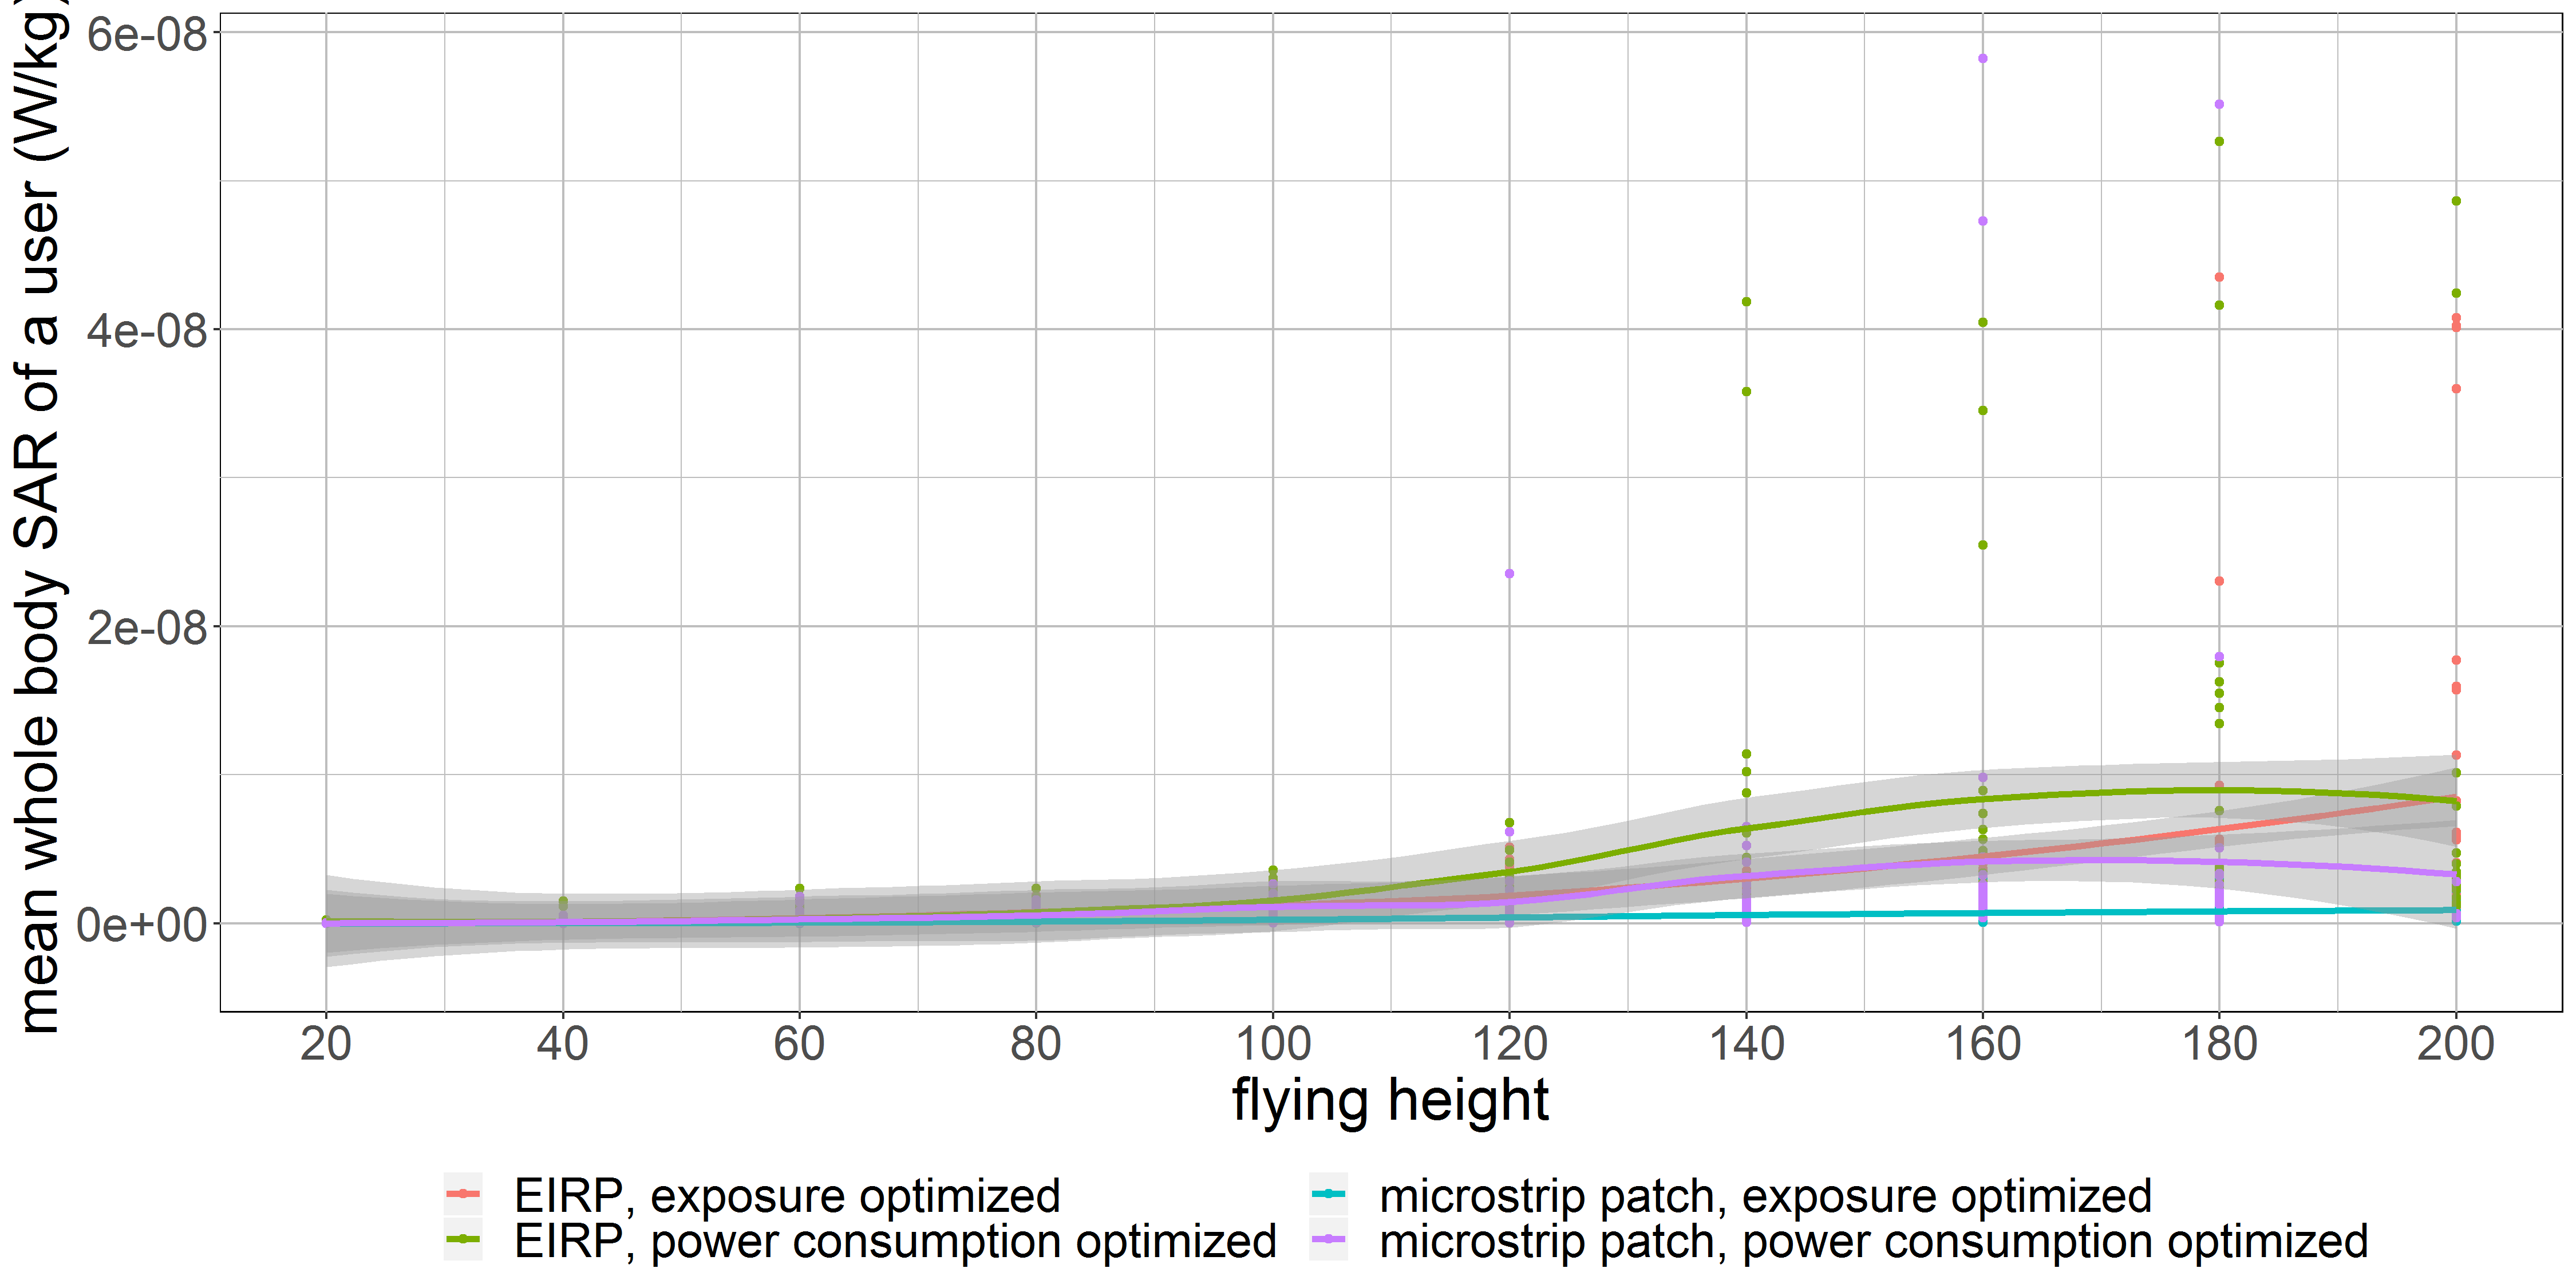 mean whole body SAR of a user (W/kg)
6e-08
4e-08
2e-08
0e+00
20 40 60 80 100 120 140 160 180 200
flying height
EIRP, exposure optimized
microstrip patch, exposure optimized
EIRP, power consumption optimized
microstrip patch, power consumption optimized